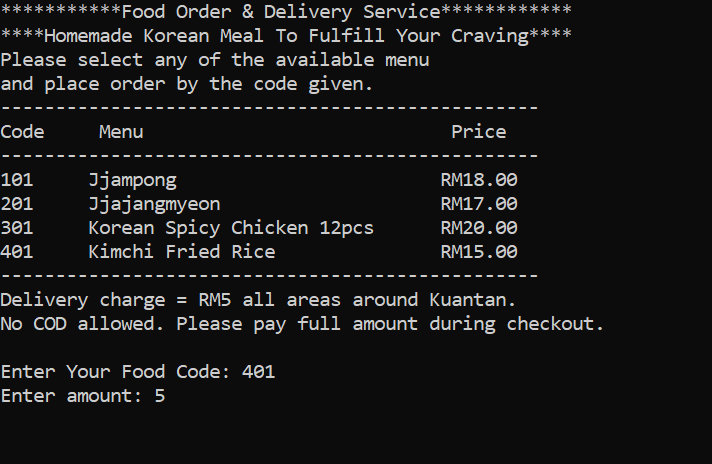 ***********Food Order & Delivery Service************
****Homemade Korean Meal To Fulfill Your Craving****
Please select any of the available menu
and place order by the code given.
-------------------------------------------------
Code     Menu                            Price
-------------------------------------------------
101     Jjampong                        RM18.00
201     Jjajangmyeon                    RM17.00
301     Korean Spicy Chicken 12pcs      RM20.00
401     Kimchi Fried Rice               RM15.00
-------------------------------------------------
Delivery charge = RM5 all areas around Kuantan.
No COD allowed. Please pay full amount during checkout.

Enter Your Food Code: 401
Enter amount: 5